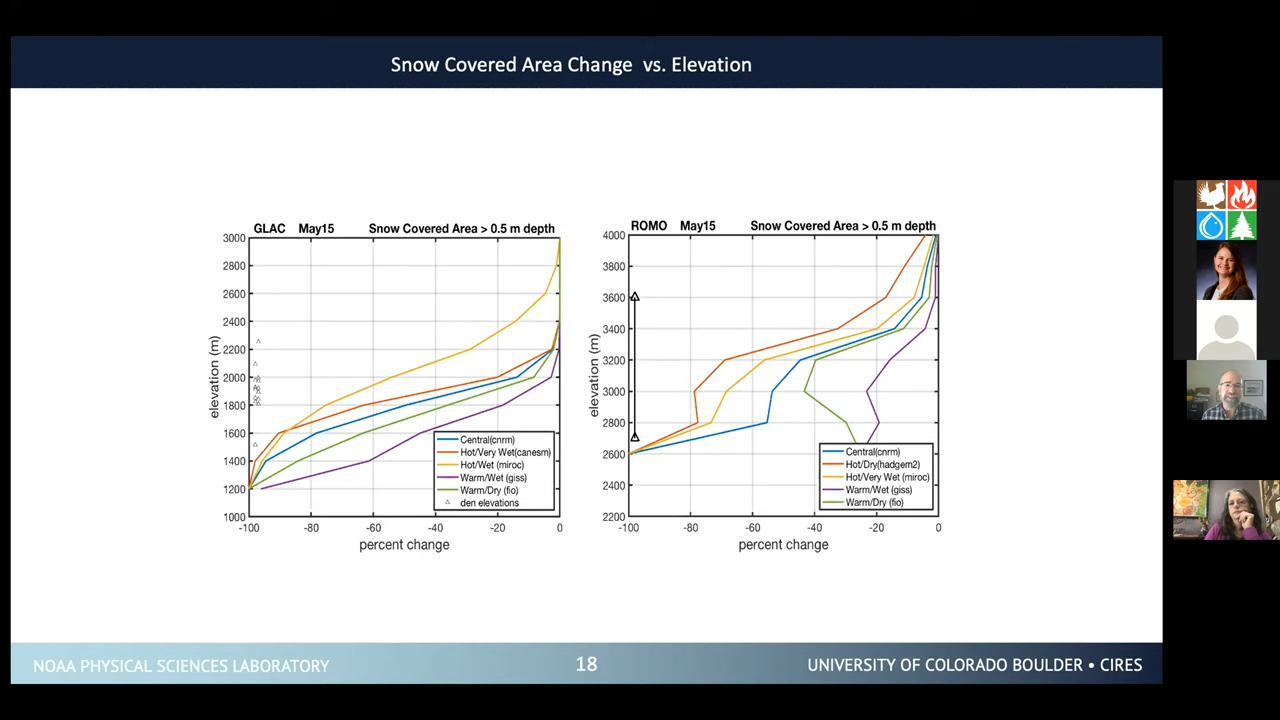 Snow Covered Area Change vs. Elevation
GLAC May15 Snow Covered Area > 0.5 m depth
3000
2800
2600
2400
2200
2000
1800
1600
1400
1200
1000
elevation (m)
-100 -80 -60 -40 -20 0
percent change
Central(cnrm)
Hot/Very Wet(canesm)
Hot/Wet (miroc)
Warm/Wet (giss)
Warm/Dry (fio)
den elevations
ROMO May15 Snow Covered Area > 0.5 m depth
4000
3800
3600
3400
3200
3000
2800
2600
2400
2200
elevation (m)
-100 -80 -60 -40 -20 0
percent change
Central(cnrm)
Hot/Dry(hadgem2)
Hot/Very Wet (miroc)
Warm/Wet (giss)
Warm/Dry (fio)
NOAA PHYSICAL SCIENCES LABORATORY
18
UNIVERSITY OF COLORADO BOULDER • CIRES